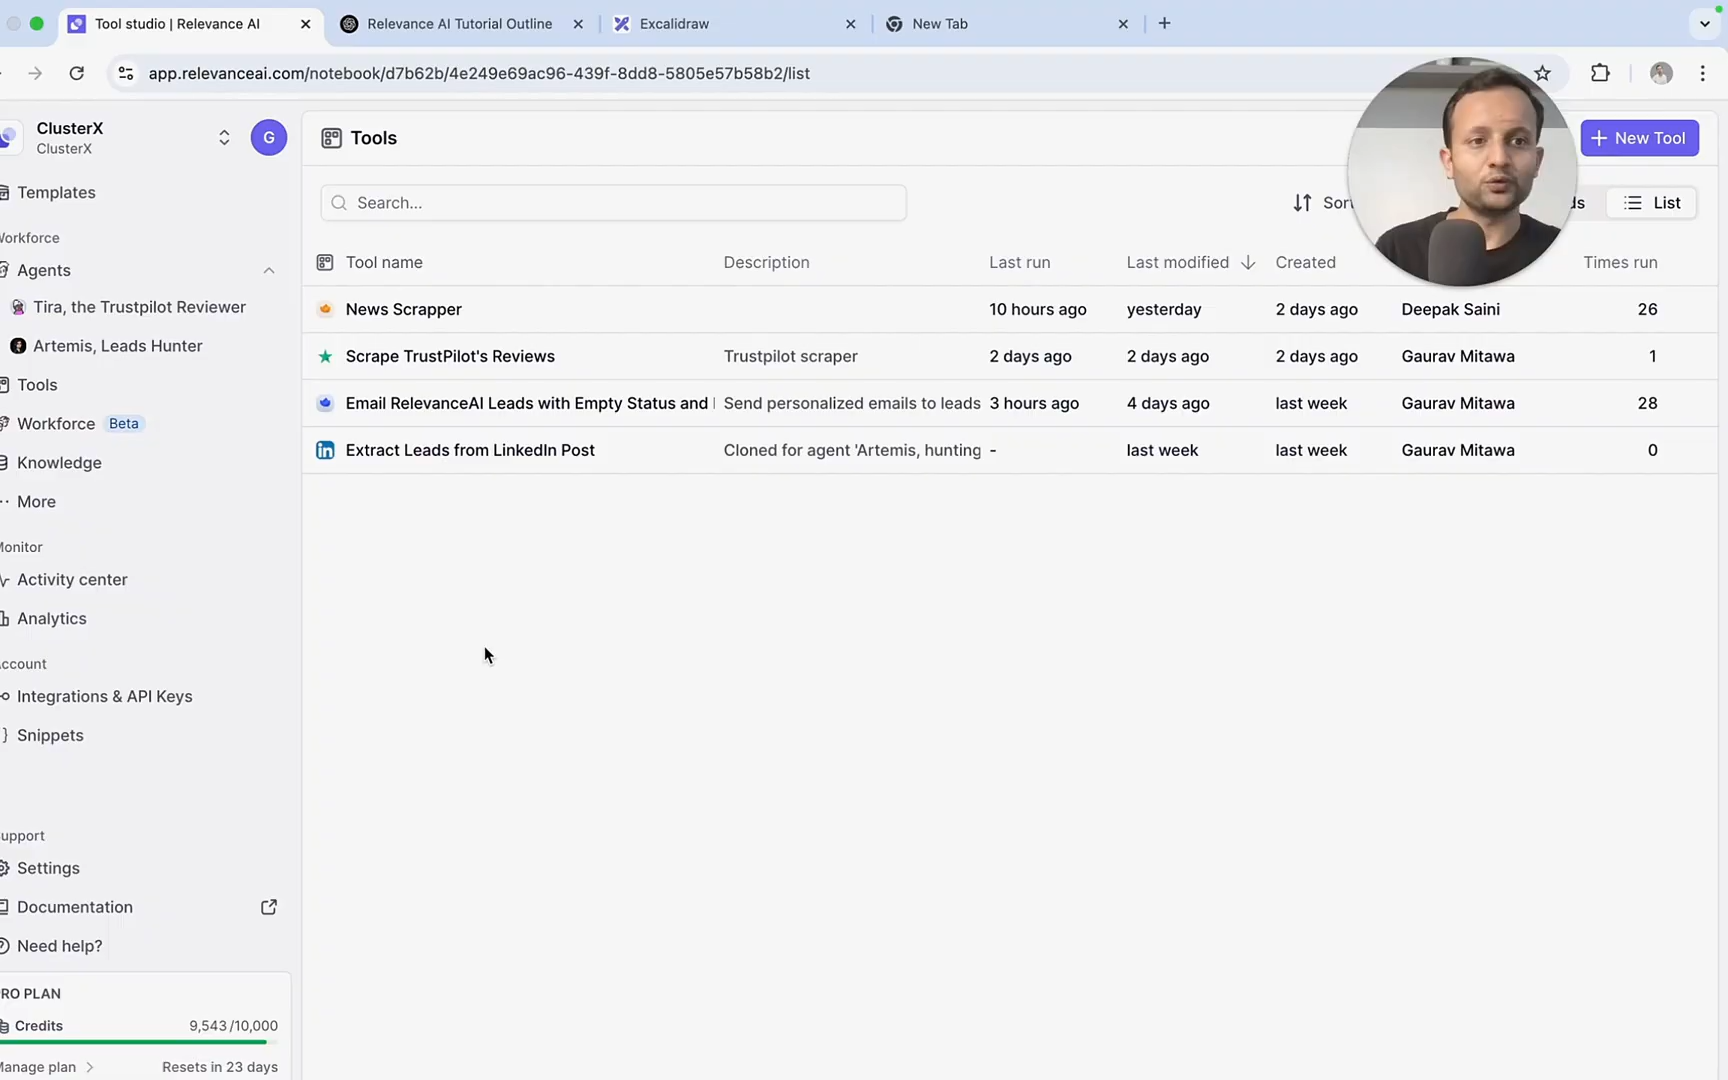 Tool studio | Relevance AI
Relevance AI Tutorial Outline
Excalidraw
New Tab
app.relevanceai.com/notebook/d7b62b/4e249e69ac96-439f-8dd8-5805e57b58b2/list
ClusterX
ClusterX
G
Templates
Workforce
Agents
Tira, the Trustpilot Reviewer
Artemis, Leads Hunter
Tools
Workforce Beta
Knowledge
More
Monitor
Activity center
Analytics
Account
Integrations & API Keys
Snippets
Support
Settings
Documentation
Need help?
PRO PLAN
Credits 9,543/10,000
Manage plan Resets in 23 days
Tools
New Tool
Search...
Sort
List
Tool name Description Last run Last modified Created Times run
News Scrapper 10 hours ago yesterday 2 days ago Deepak Saini 26
Scrape TrustPilot's Reviews Trustpilot scraper 2 days ago 2 days ago 2 days ago Gaurav Mitawa 1
Email RelevanceAI Leads with Empty Status and Send personalized emails to leads 3 hours ago 4 days ago last week Gaurav Mitawa 28
Extract Leads from LinkedIn Post Cloned for agent 'Artemis, hunting - last week last week Gaurav Mitawa 0